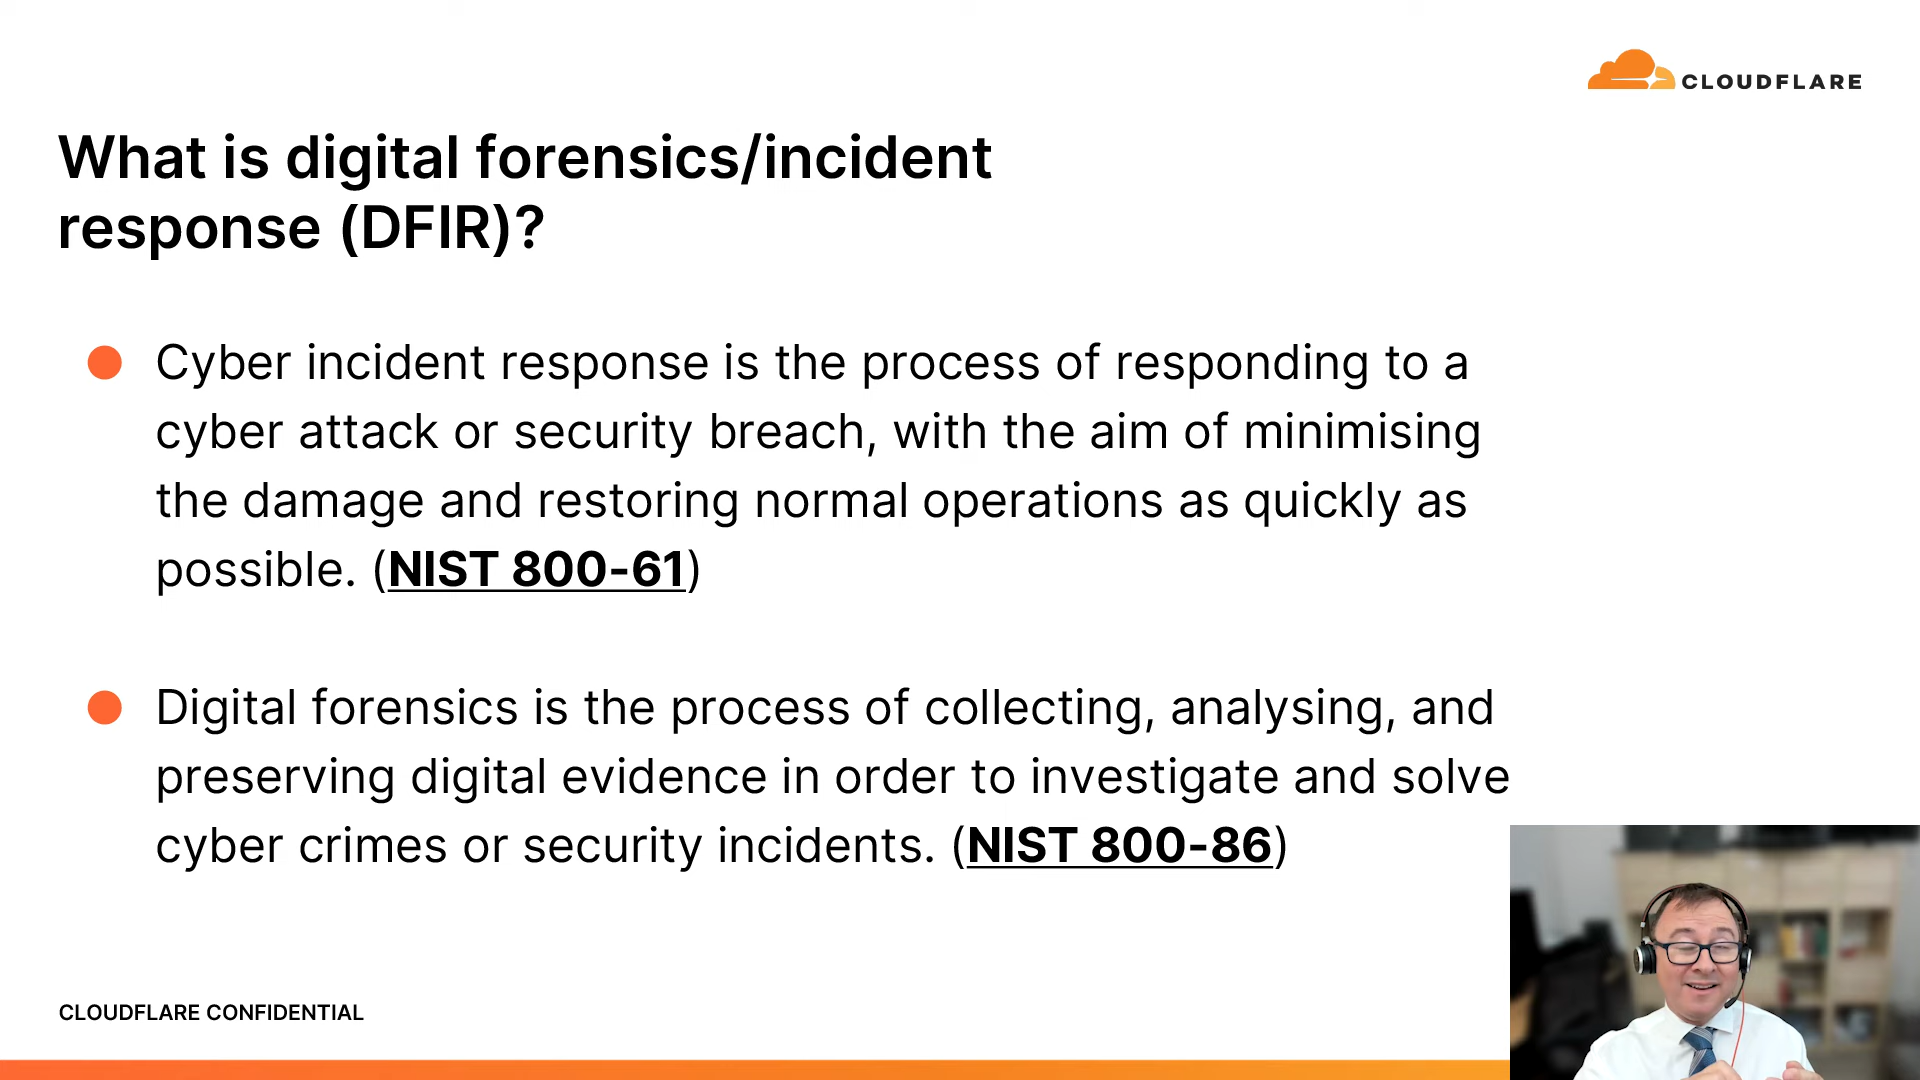 CLOUDFLARE
What is digital forensics/incident
response (DFIR)?
Cyber incident response is the process of responding to a
cyber attack or security breach, with the aim of minimising
the damage and restoring normal operations as quickly as
possible. (NIST 800-61)
Digital forensics is the process of collecting, analysing, and
preserving digital evidence in order to investigate and solve
cyber crimes or security incidents. (NIST 800-86)
CLOUDFLARE CONFIDENTIAL